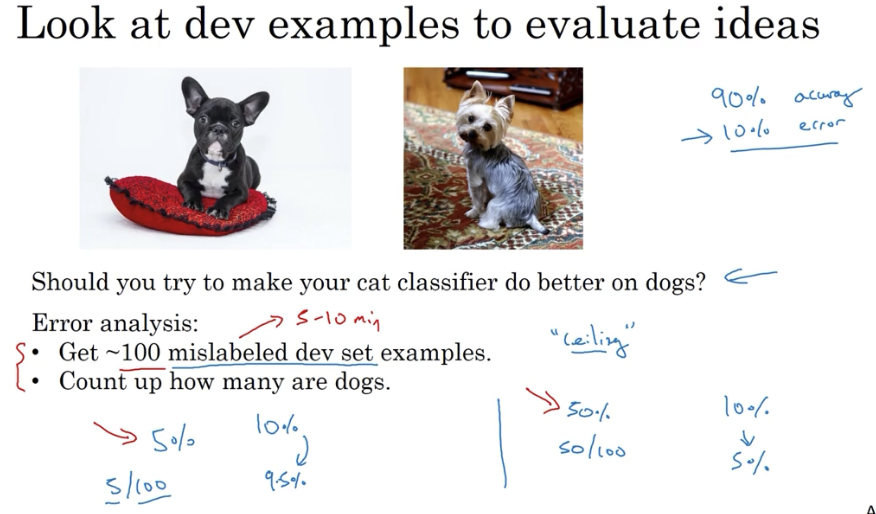 Look at dev examples to evaluate ideas
90% accuracy
→ 10% error
Should you try to make your cat classifier do better on dogs? ←
Error analysis:
→ 5-10 min
• Get ~100 mislabeled dev set examples.
• Count up how many are dogs.
"ceiling"
→ 5%
5/100
10%
↓
9.5%
→ 50%
50/100
10%
↓
5%
A